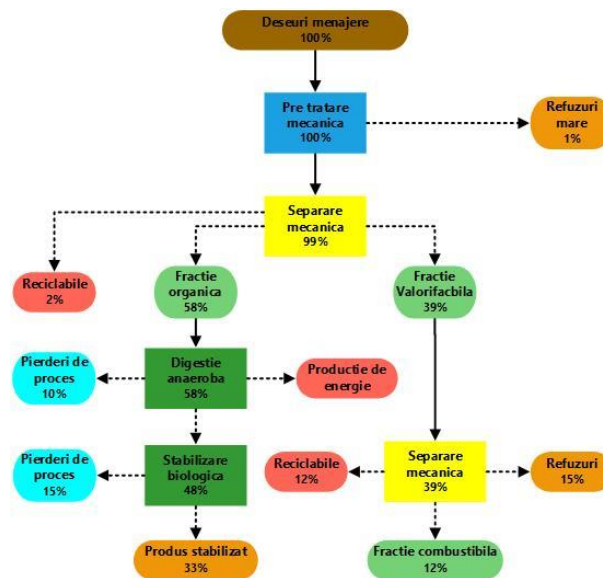 Deseuri menajere
100%
Pre tratare
mecanica
100%
Refuzuri
mare
1%
Separare
mecanica
99%
Reciclabile
2%
Fractie
organica
58%
Fractie
Valorifacbila
39%
Pierderi de
proces
10%
Digestie
anaeroba
58%
Productie de
energie
Pierderi de
proces
15%
Stabilizare
biologica
48%
Reciclabile
12%
Separare
mecanica
39%
Refuzuri
15%
Produs stabilizat
33%
Fractie combustibila
12%